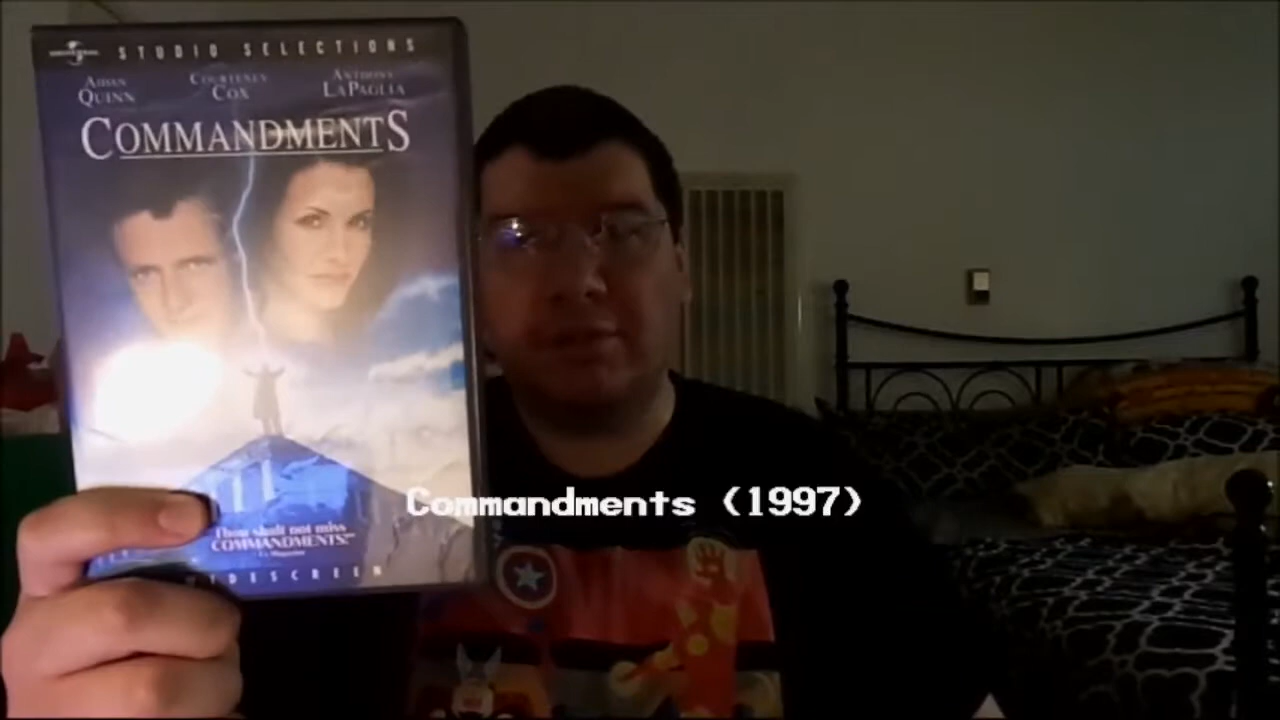 STUDIO SELECTIONS
AIDAN QUINN
COURTENEY COX
ANTHONY LAPAGLIA
COMMANDMENTS
Commandments (1997)
Thou shalt not miss
COMMANDMENTS."
WIDESCREEN